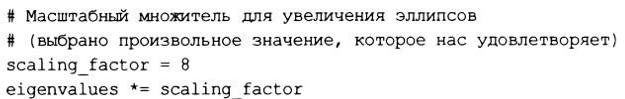 # Масштабный множитель для увеличения эллипсов
# (выбрано произвольное значение, которое нас удовлетворяет)
scaling_factor = 8
eigenvalues *= scaling_factor